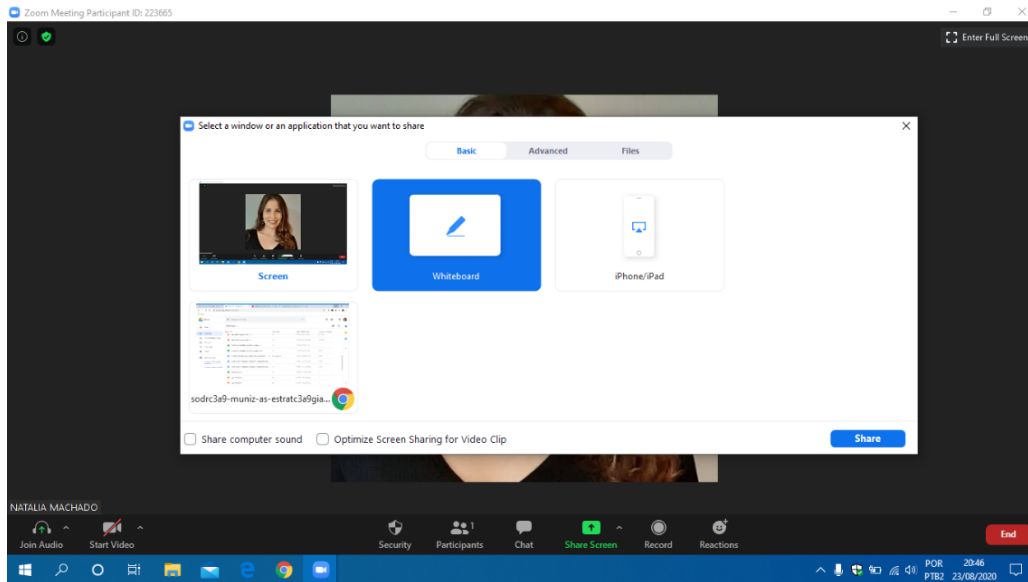 Zoom Meeting Participant ID: 223665
Enter Full Screen
Select a window or an application that you want to share
Basic Advanced Files
Screen
Whiteboard
iPhone/iPad
sodrc3a9-muniz-as-estratc3a9gia...
Share computer sound Optimize Screen Sharing for Video Clip
Share
NATALIA MACHADO
Join Audio Start Video Security Participants 1 Chat Share Screen Record Reactions End
POR 20:46
PTB2 23/08/2020